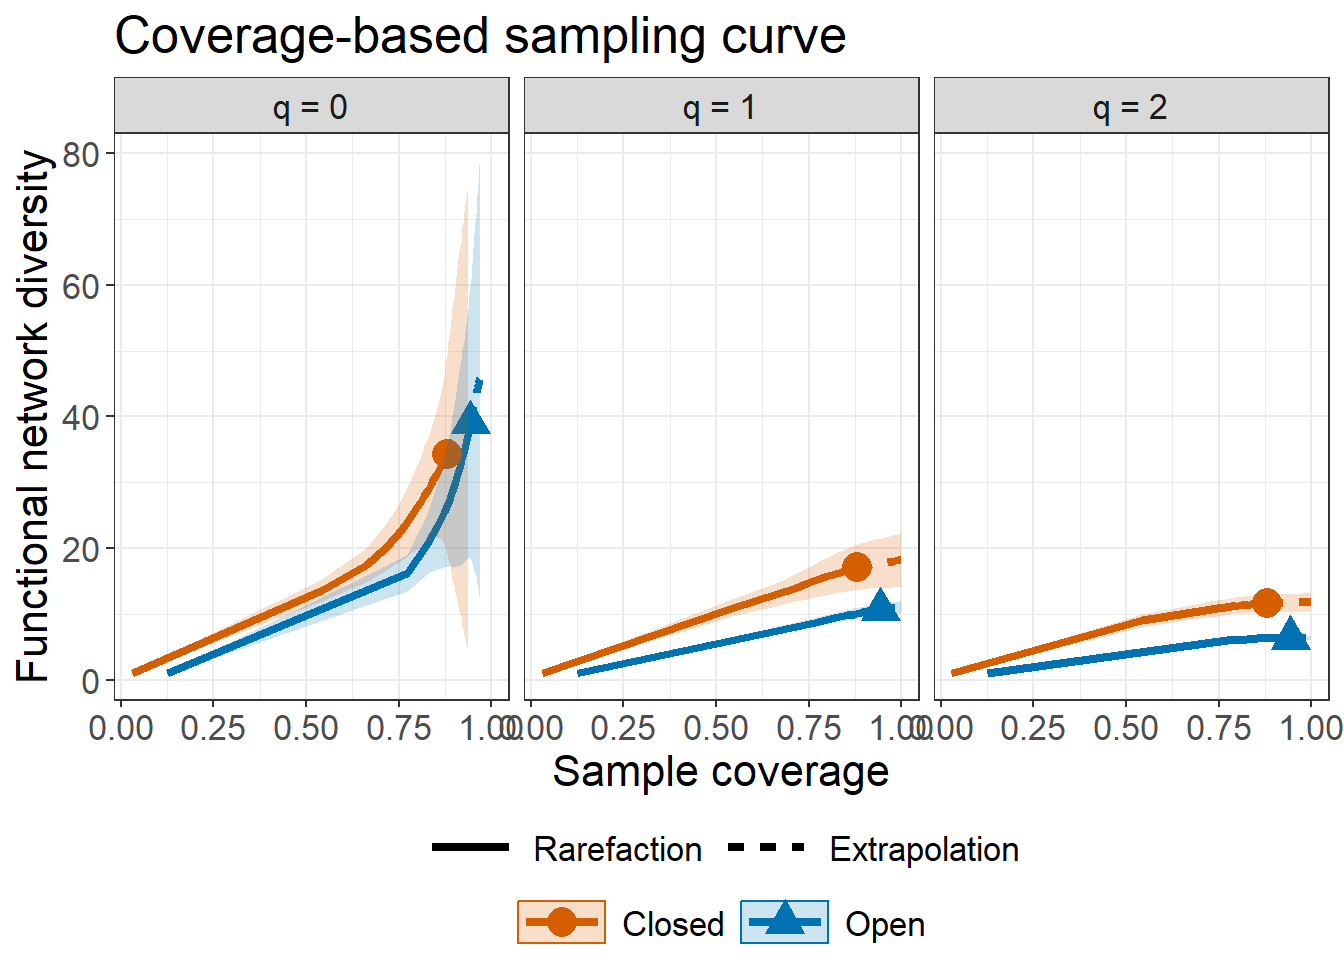 Coverage-based sampling curve
q = 0
q = 1
q = 2
Functional network diversity
80
60
40
20
0
0.00 0.25 0.50 0.75 1.00
0.00 0.25 0.50 0.75 1.00
0.00 0.25 0.50 0.75 1.00
Sample coverage
Rarefaction Extrapolation
Closed Open